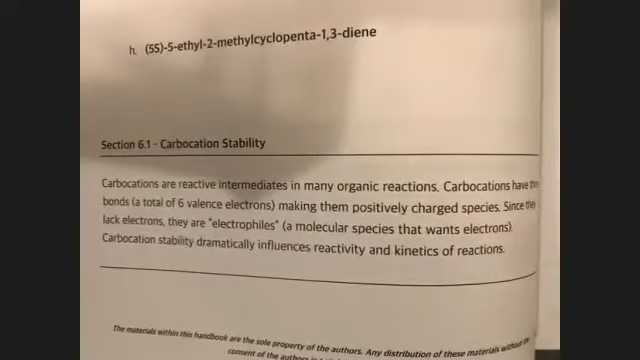 h. (5S)-5-ethyl-2-methylcyclopenta-1,3-diene
Section 6.1 - Carbocation Stability
Carbocations are reactive intermediates in many organic reactions. Carbocations have
bonds (a total of 6 valence electrons) making them positively charged species. Since they
lack electrons, they are "electrophiles" (a molecular species that wants electrons).
Carbocation stability dramatically influences reactivity and kinetics of reactions.
The materials within this handbook are the sole property of the authors. Any distribution of these materials without
consent of the authors